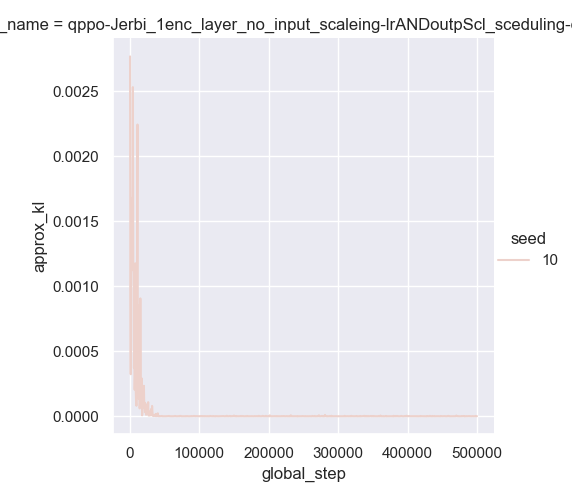 _name = qppo-Jerbi_1enc_layer_no_input_scaleing-lrANDoutpScl_sceduling-
approx_kl
0.0025
0.0020
0.0015
0.0010
0.0005
0.0000
0 100000 200000 300000 400000 500000
global_step
seed
10